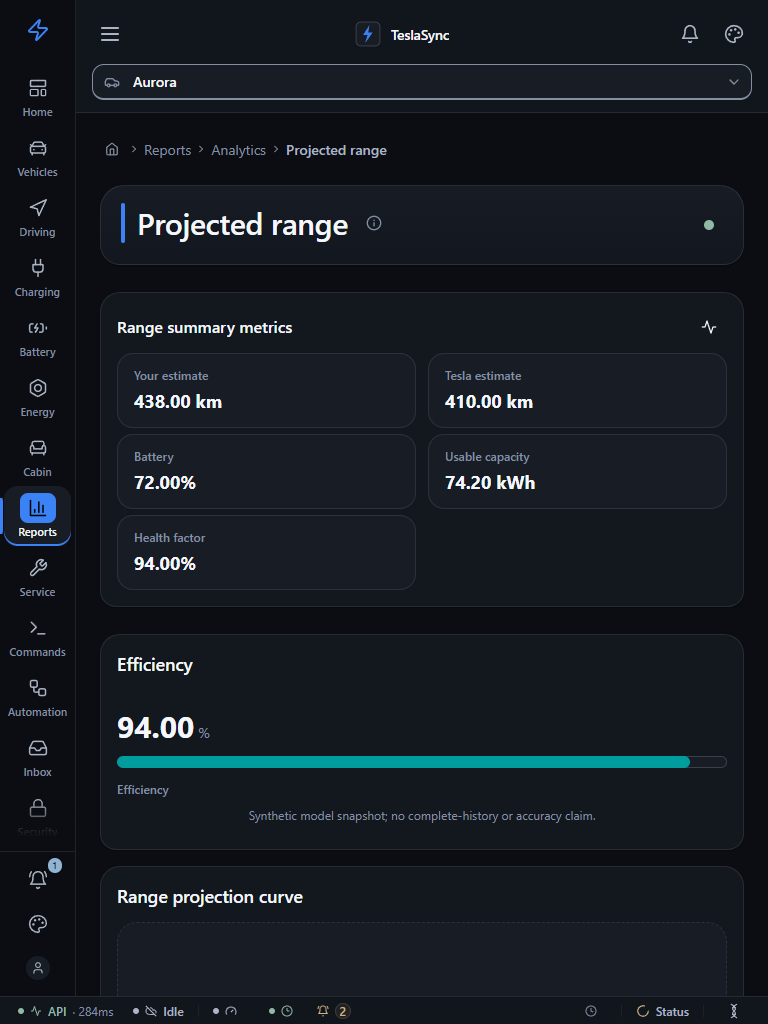 TeslaSync
Aurora
Home
Vehicles
Driving
Charging
Battery
Energy
Cabin
Reports
Service
Commands
Automation
Inbox
Security
1
Reports
Analytics
Projected range
Projected range
Range summary metrics
Your estimate
438.00 km
Tesla estimate
410.00 km
Battery
72.00%
Usable capacity
74.20 kWh
Health factor
94.00%
Efficiency
94.00 %
Efficiency
Synthetic model snapshot; no complete-history or accuracy claim.
Range projection curve
API · 284ms
Idle
2
Status